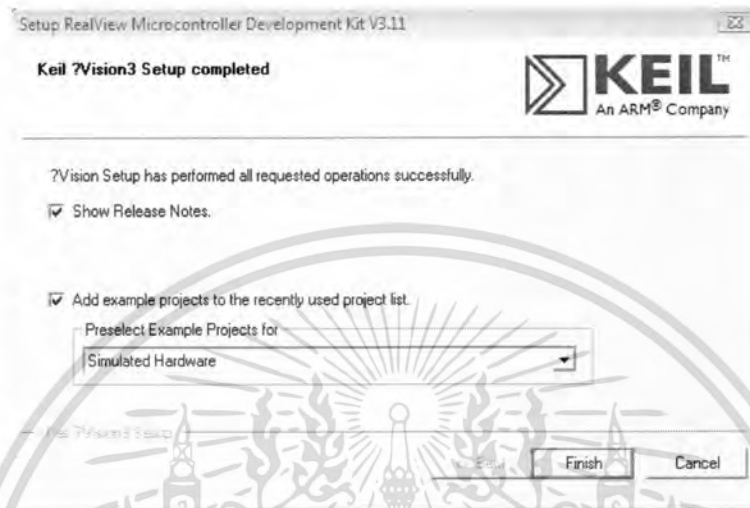 Setup RealView Microcontroller Development Kit V3.11
Keil ?Vision3 Setup completed
KEIL™
An ARM® Company
?Vision Setup has performed all requested operations successfully.
Show Release Notes.
Add example projects to the recently used project list.
Preselect Example Projects for
Simulated Hardware
Finish
Cancel